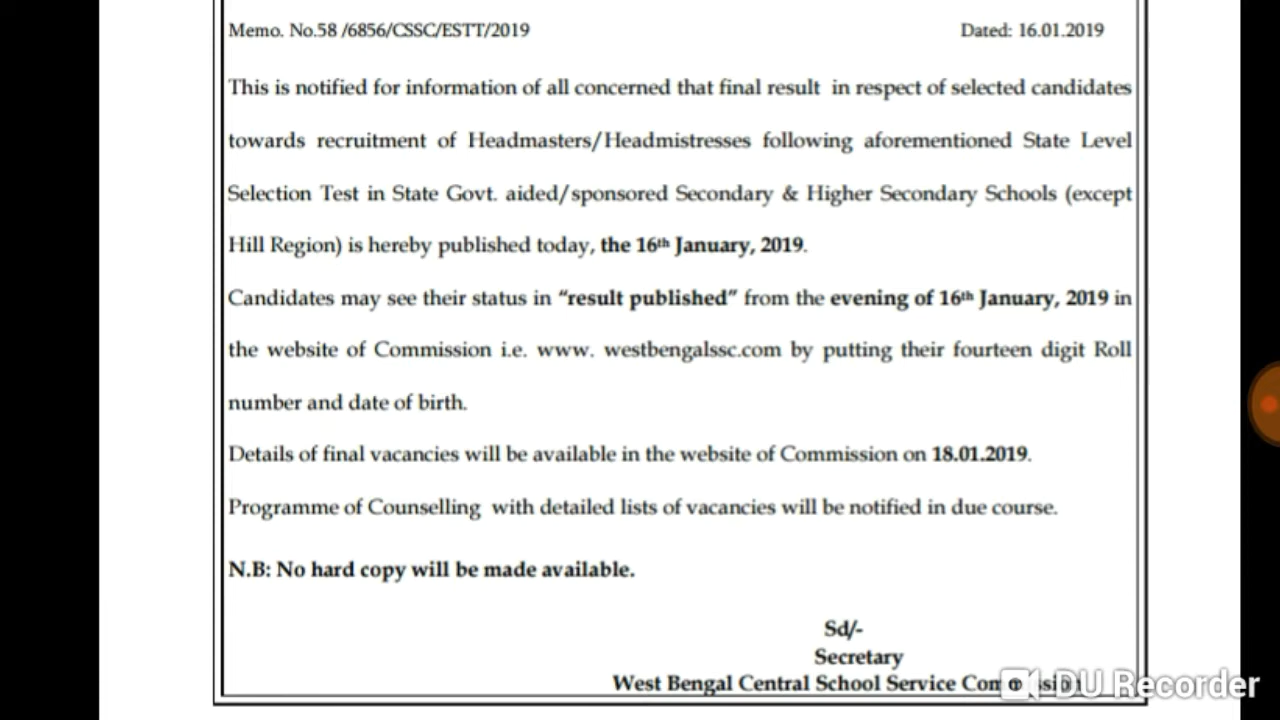 Memo. No.58 /6856/CSSC/ESTT/2019 Dated: 16.01.2019
This is notified for information of all concerned that final result in respect of selected candidates
towards recruitment of Headmasters/Headmistresses following aforementioned State Level
Selection Test in State Govt. aided/sponsored Secondary & Higher Secondary Schools (except
Hill Region) is hereby published today, the 16th January, 2019.
Candidates may see their status in “result published” from the evening of 16th January, 2019 in
the website of Commission i.e. www. westbengalssc.com by putting their fourteen digit Roll
number and date of birth.
Details of final vacancies will be available in the website of Commission on 18.01.2019.
Programme of Counselling with detailed lists of vacancies will be notified in due course.
N.B: No hard copy will be made available.
Sd/-
Secretary
West Bengal Central School Service Commission
DU Recorder